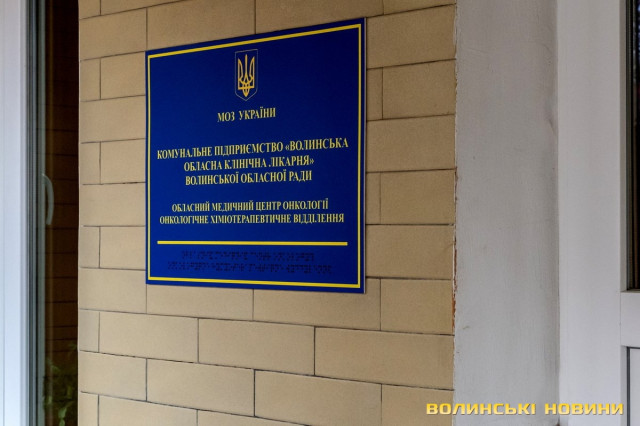 МОЗ УКРАЇНИ
КОМУНАЛЬНЕ ПІДПРИЄМСТВО «ВОЛИНСЬКА
ОБЛАСНА КЛІНІЧНА ЛІКАРНЯ»
ВОЛИНСЬКОЇ ОБЛАСНОЇ РАДИ
ОБЛАСНИЙ МЕДИЧНИЙ ЦЕНТР ОНКОЛОГІЇ
ОНКОЛОГІЧНЕ ХІМІОТЕРАПЕВТИЧНЕ ВІДДІЛЕННЯ
ВОЛИНСЬКІ НОВИНИ